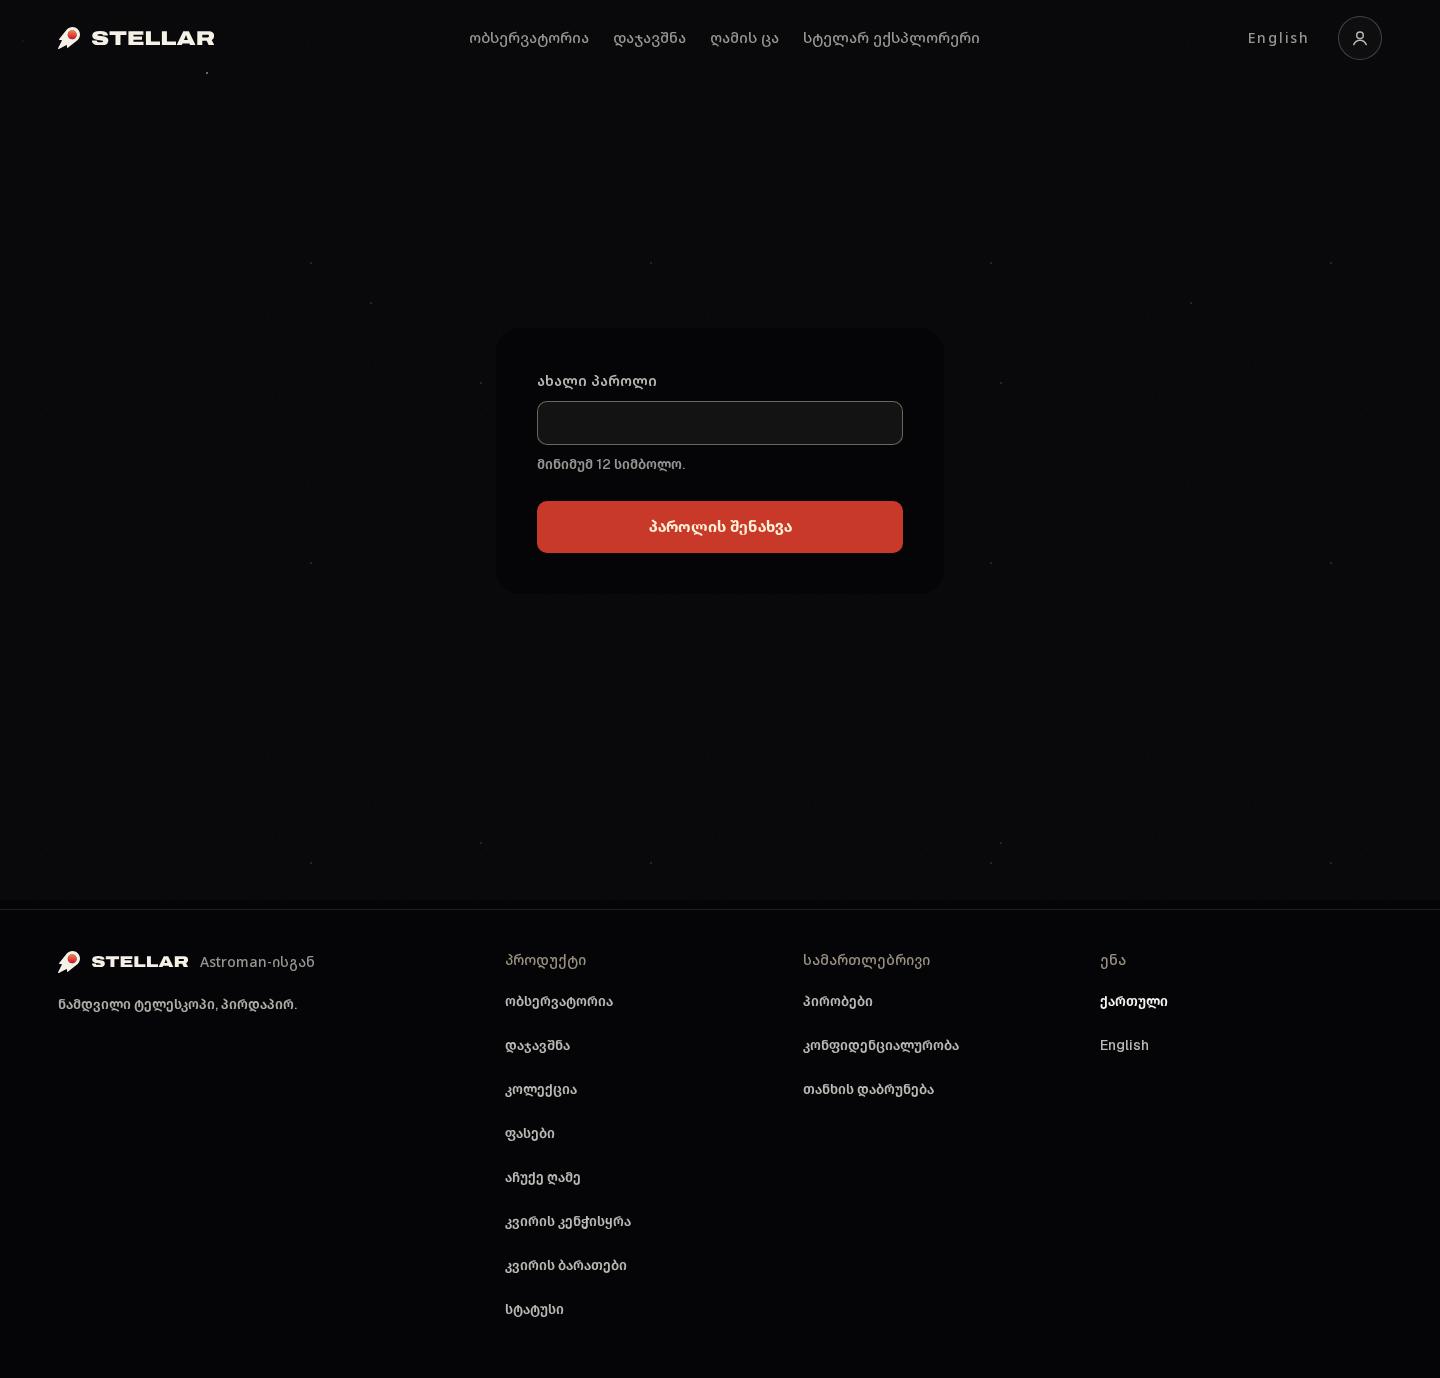 STELLAR
ობსერვატორია დაჯავშნა ღამის ცა სტელარ ექსპლორერი
English
ახალი პაროლი
მინიმუმ 12 სიმბოლო.
პაროლის შენახვა
STELLAR Astroman-ისგან
ნამდვილი ტელესკოპი, პირდაპირ.
პროდუქტი
ობსერვატორია
დაჯავშნა
კოლექცია
ფასები
აჩუქე ღამე
კვირის კენჭისყრა
კვირის ბარათები
სტატუსი
სამართლებრივი
პირობები
კონფიდენციალურობა
თანხის დაბრუნება
ენა
ქართული
English